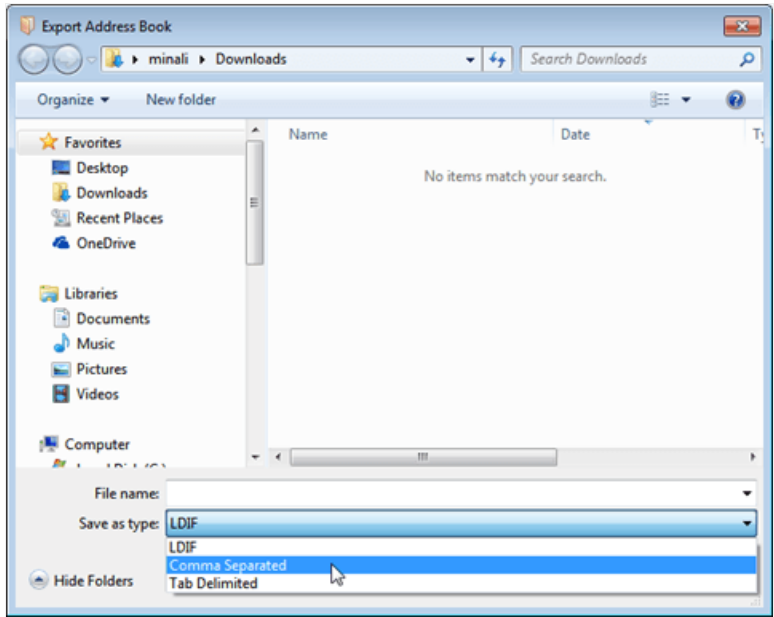 Export Address Book
minali Downloads
Search Downloads
Organize New folder
Favorites
Desktop
Downloads
Recent Places
OneDrive
Libraries
Documents
Music
Pictures
Videos
Computer
Name Date
No items match your search.
File name:
Save as type: LDIF
LDIF
Comma Separated
Tab Delimited
Hide Folders